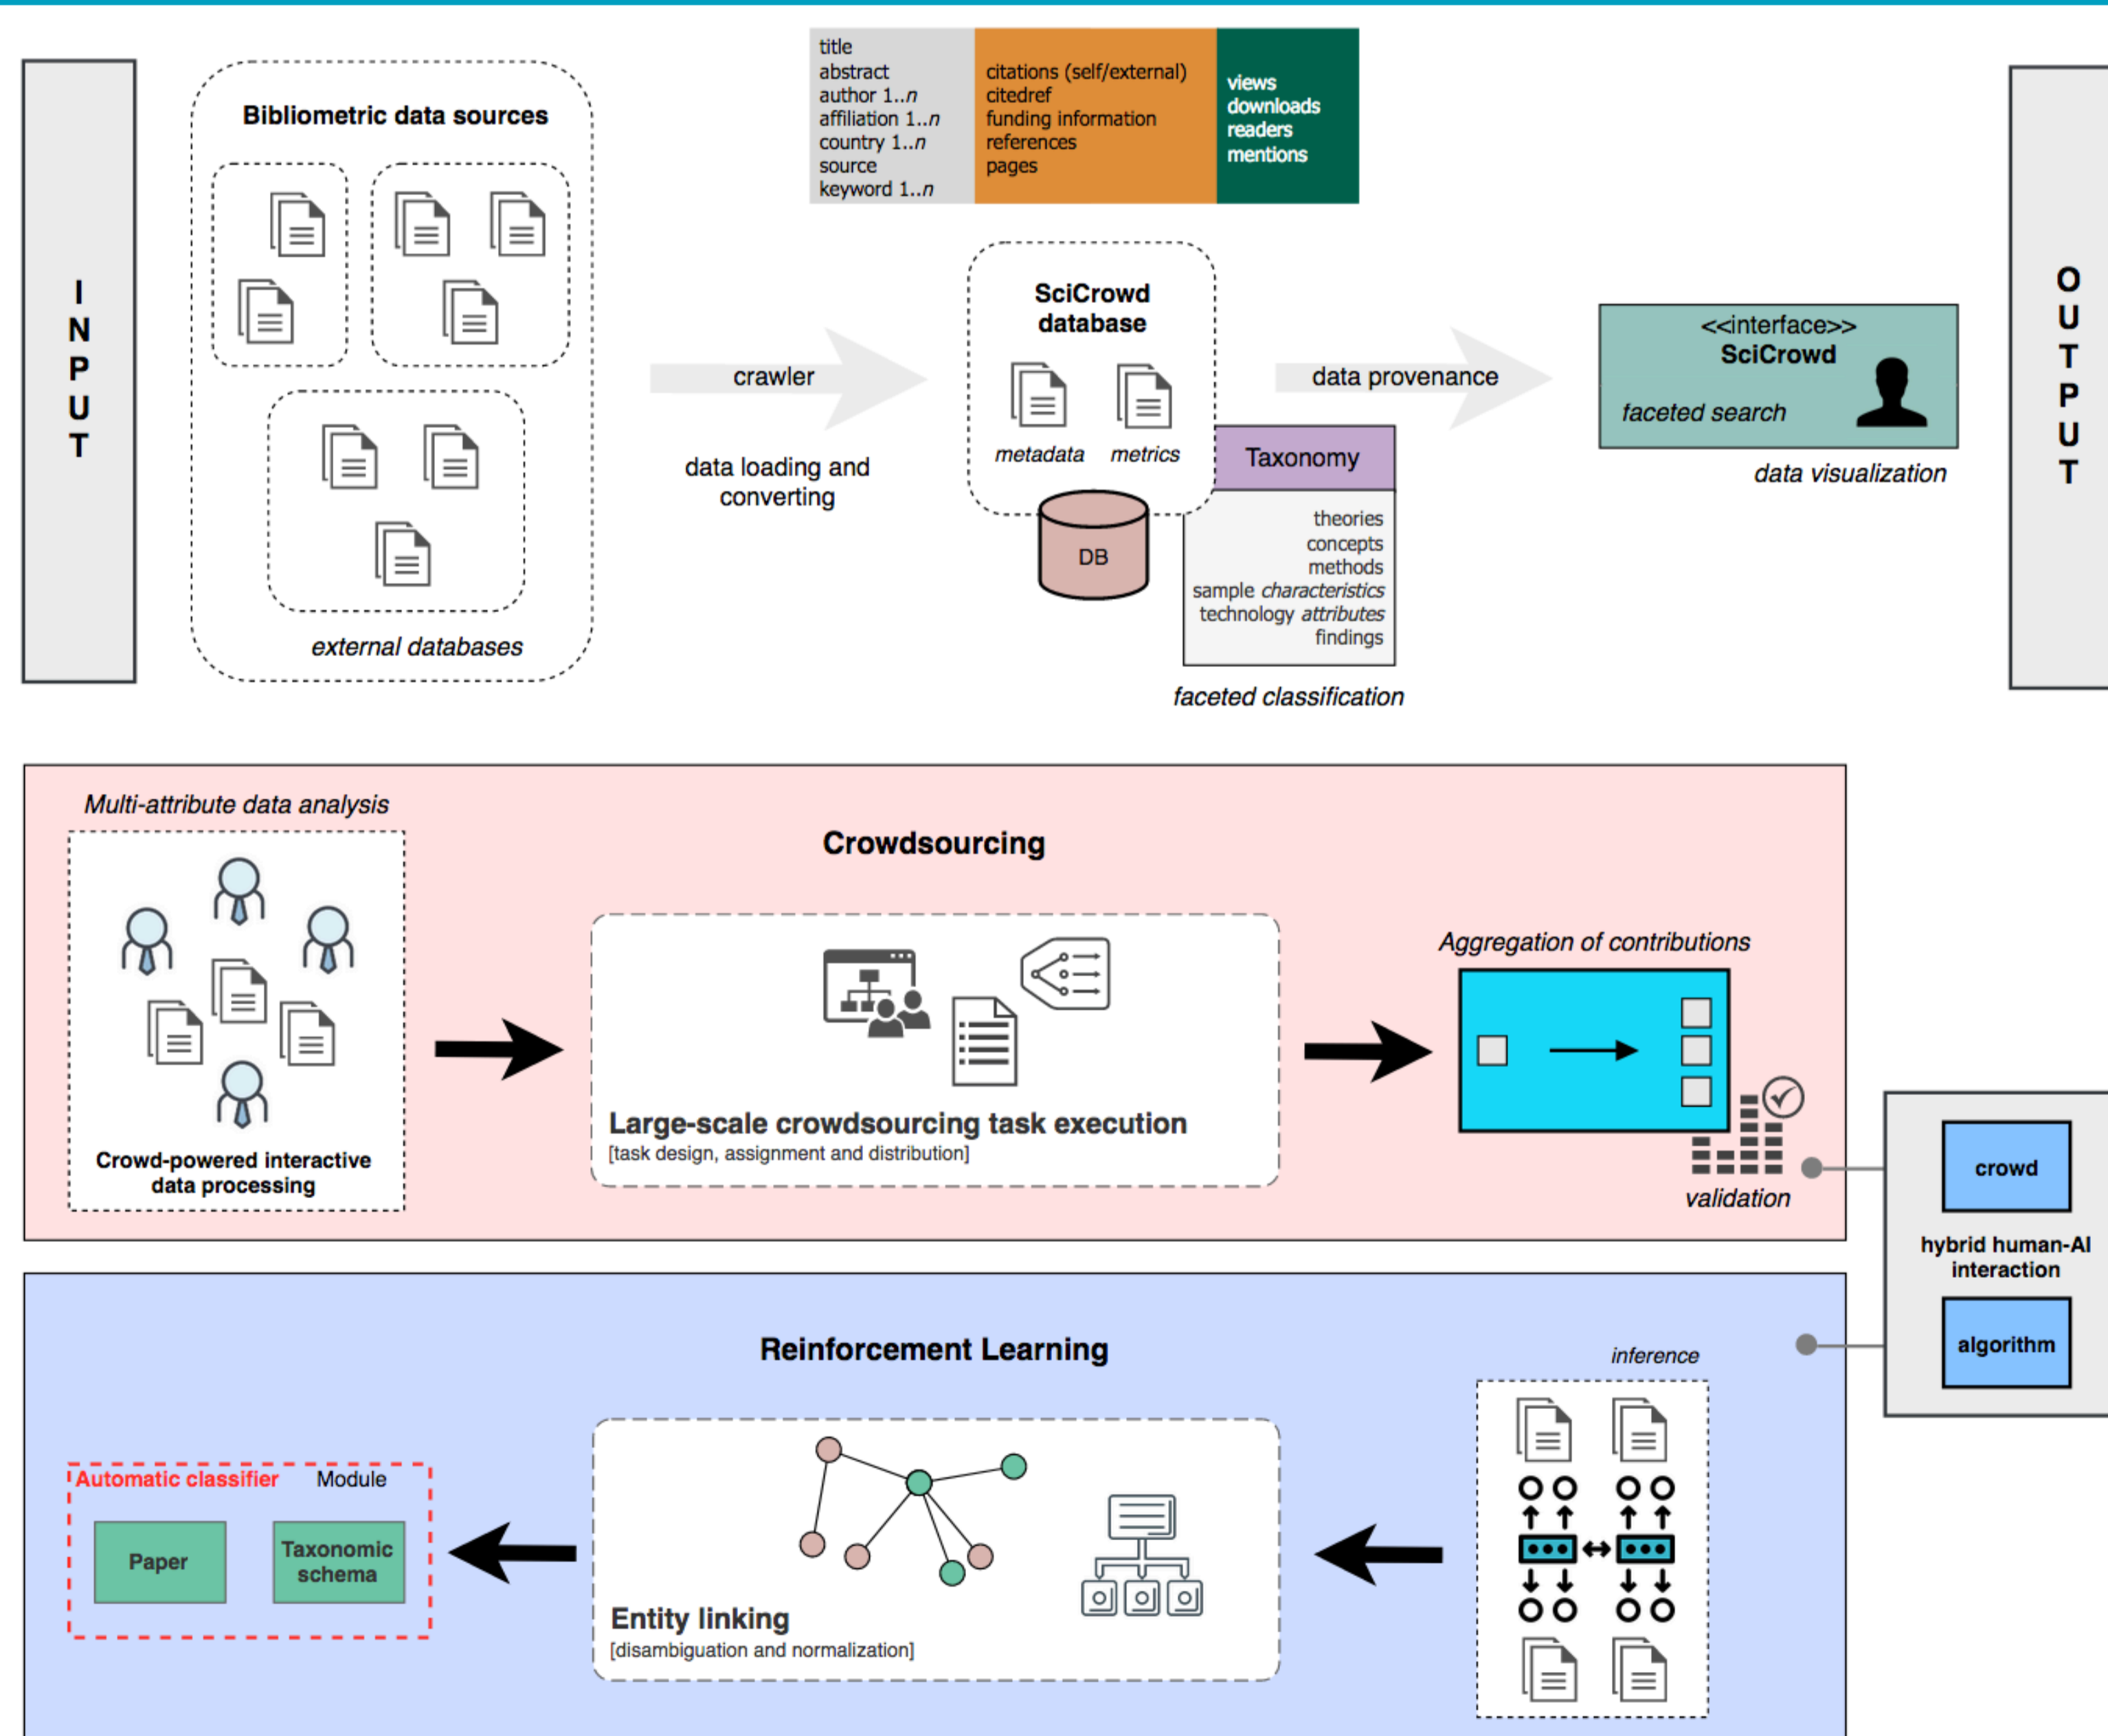 INPUT
Bibliometric data sources
external databases
title
abstract
author 1..n
affiliation 1..n
country 1..n
source
keyword 1..n
citations (self/external)
citedref
funding information
references
pages
views
downloads
readers
mentions
crawler
data loading and
converting
SciCrowd
database
metadata metrics
DB
Taxonomy
theories
concepts
methods
sample characteristics
technology attributes
findings
faceted classification
data provenance
<<interface>>
SciCrowd
faceted search
data visualization
OUTPUT
Multi-attribute data analysis
Crowd-powered interactive
data processing
Crowdsourcing
Large-scale crowdsourcing task execution
[task design, assignment and distribution]
Aggregation of contributions
validation
crowd
hybrid human-AI
interaction
algorithm
Reinforcement Learning
inference
Entity linking
[disambiguation and normalization]
Automatic classifier Module
Paper
Taxonomic
schema